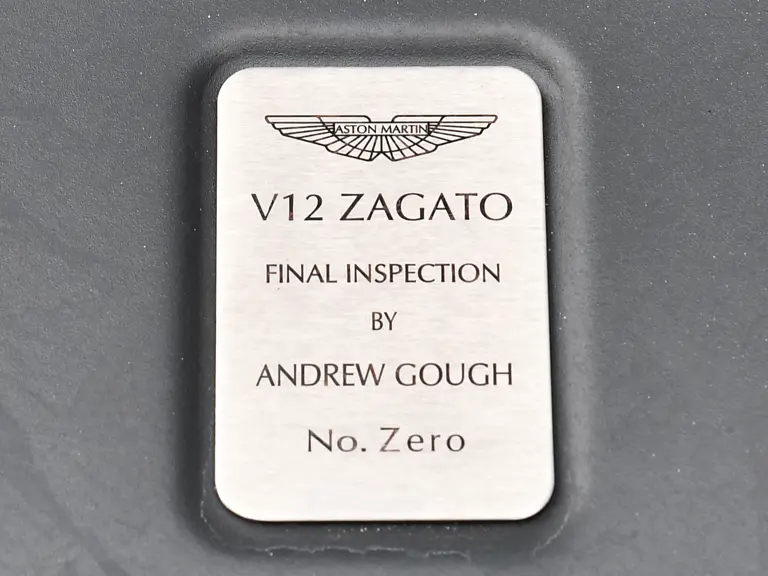 ASTON MARTIN
V12 ZAGATO
FINAL INSPECTION
BY
ANDREW GOUGH
No. Zero